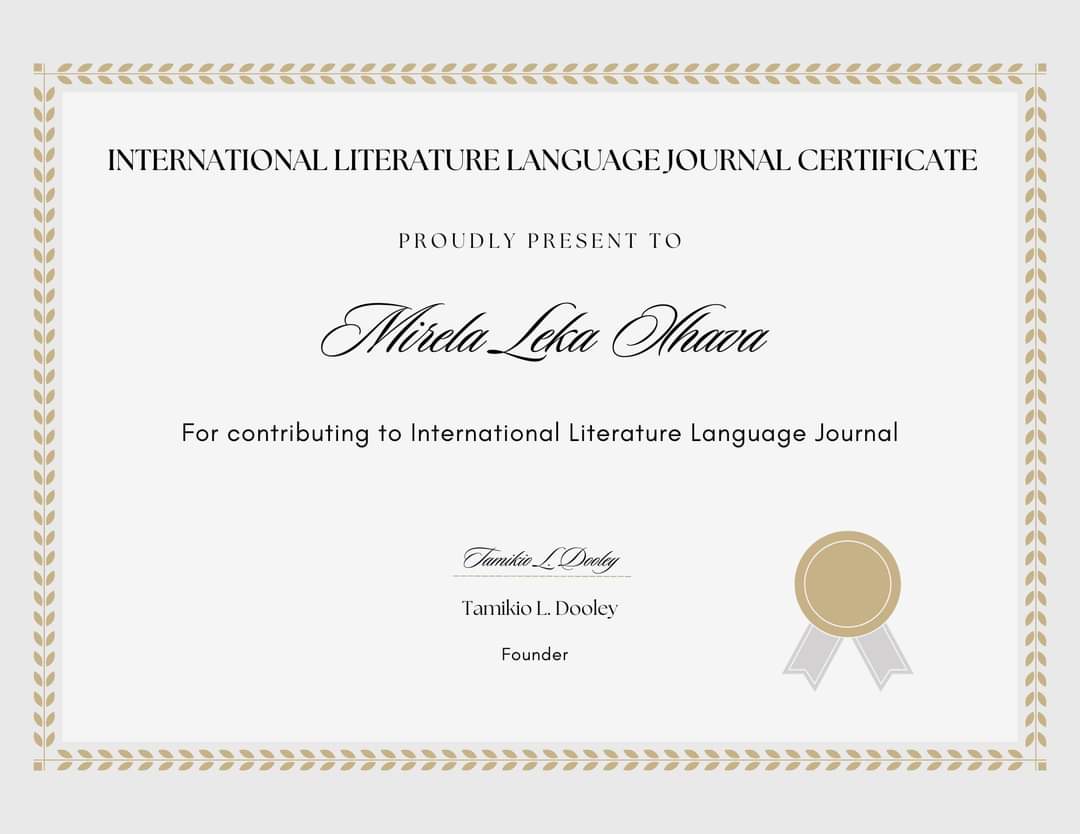 INTERNATIONAL LITERATURE LANGUAGE JOURNAL CERTIFICATE
PROUDLY PRESENT TO
Mirela Leka Xhava
For contributing to International Literature Language Journal
Tamikio L. Dooley
Tamikio L. Dooley
Founder